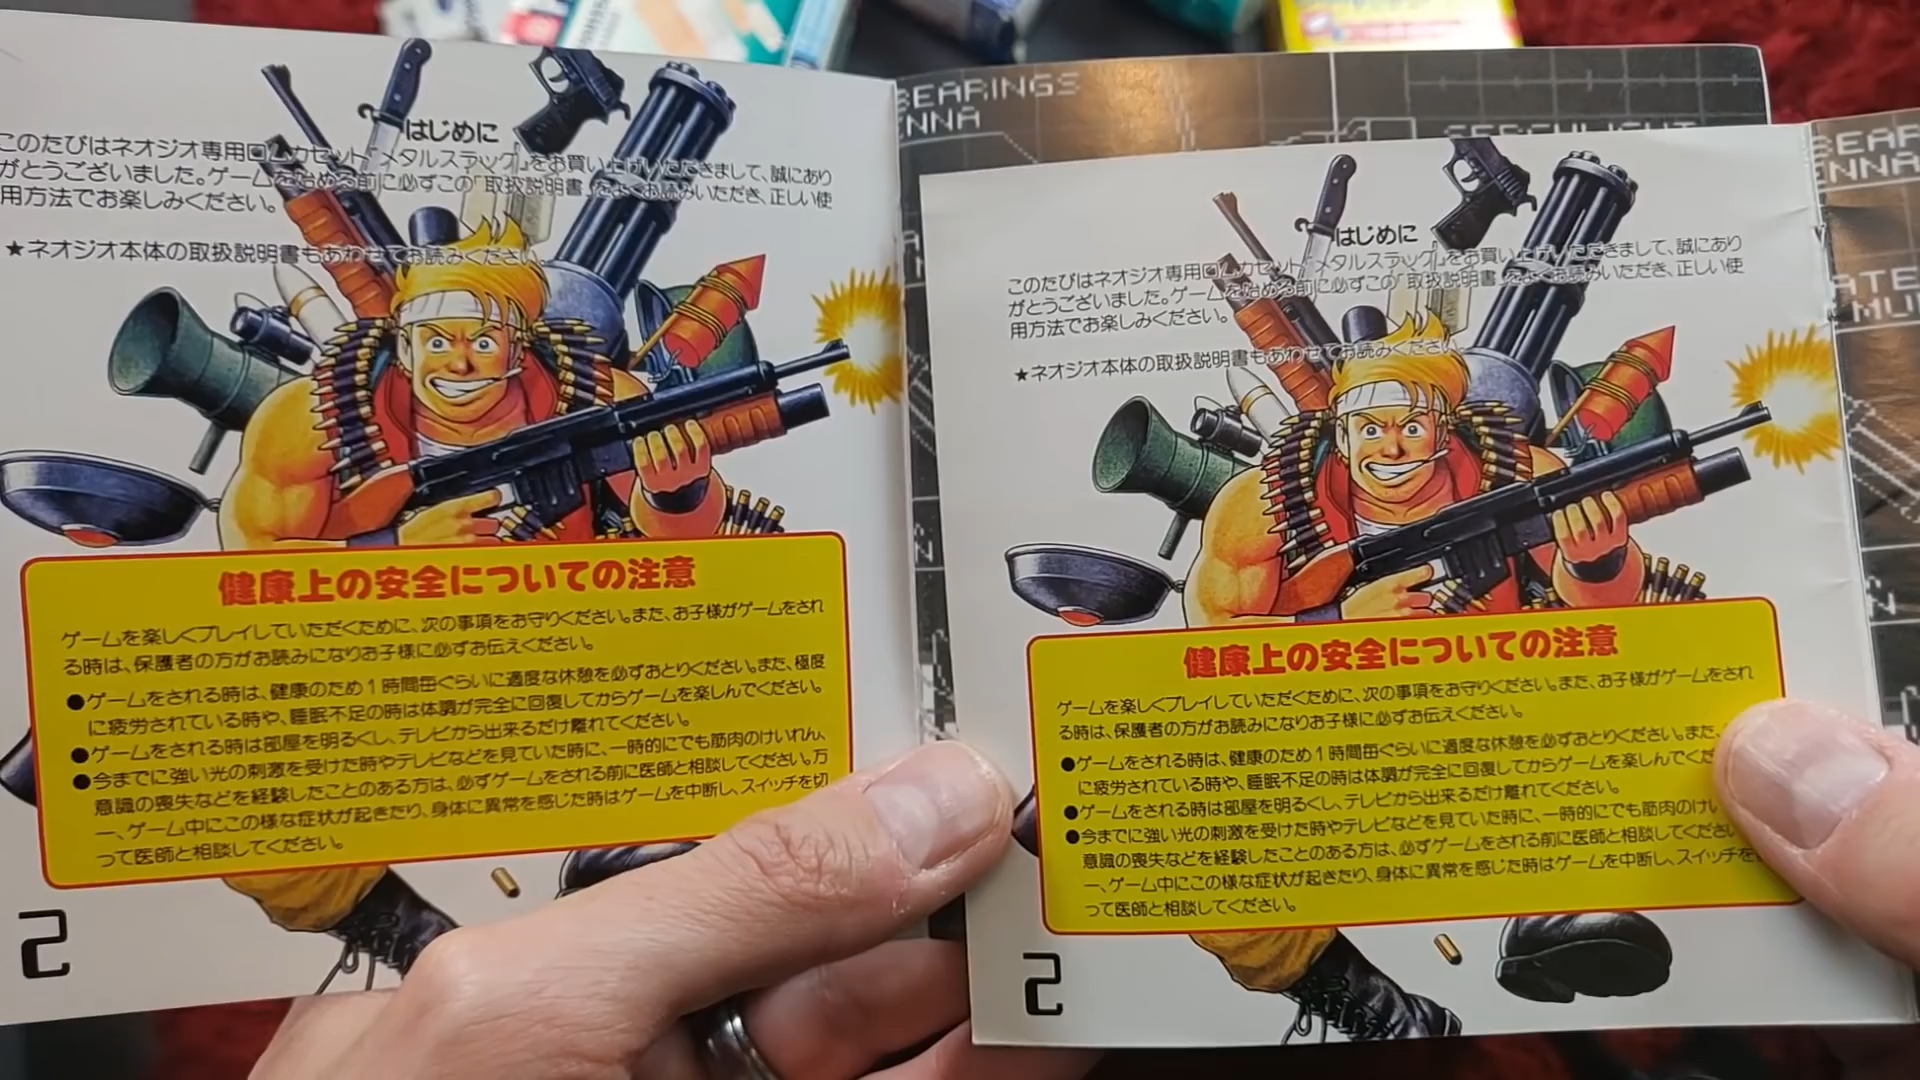 はじめに
このたびはネオジオ専用ロムカセット『メタルスラッグ』をお買い上げいただきまして、誠にあり
がとうございました。ゲームを始める前に必ずこの「取扱説明書」をよくお読みいただき、正しい使
用方法でお楽しみください。
★ネオジオ本体の取扱説明書もあわせてお読みください。
健康上の安全についての注意
ゲームを楽しくプレイしていただくために、次の事項をお守りください。また、お子様がゲームをされ
る時は、保護者の方がお読みになりお子様に必ずお伝えください。
●ゲームをされる時は、健康のため1時間毎ぐらいに適度な休憩を必ずおとりください。また、極度
に疲労されている時や、睡眠不足の時は体調が完全に回復してからゲームを楽しんでください。
●ゲームをされる時は部屋を明るくし、テレビから出来るだけ離れてください。
●今までに強い光の刺激を受けた時やテレビなどを見ていた時に、一時的にでも筋肉のけいれん、
意識の喪失などを経験したことのある方は、必ずゲームをされる前に医師と相談してください。万
一、ゲーム中にこの様な症状が起きたり、身体に異常を感じた時はゲームを中断し、スイッチを切
って医師と相談してください。
2
BEARINGS
ENNA
SEARCHLIGHT
はじめに
このたびはネオジオ専用ロムカセット『メタルスラッグ』をお買い上げいただきまして、誠にあり
がとうございました。ゲームを始める前に必ずこの「取扱説明書」をよくお読みいただき、正しい使
用方法でお楽しみください。
★ネオジオ本体の取扱説明書もあわせてお読みください。
健康上の安全についての注意
ゲームを楽しくプレイしていただくために、次の事項をお守りください。また、お子様がゲームをされ
る時は、保護者の方がお読みになりお子様に必ずお伝えください。
●ゲームをされる時は、健康のため1時間毎ぐらいに適度な休憩を必ずおとりください。また、
に疲労されている時や、睡眠不足の時は体調が完全に回復してからゲームを楽しんでくだ
●ゲームをされる時は部屋を明るくし、テレビから出来るだけ離れてください。
●今までに強い光の刺激を受けた時やテレビなどを見ていた時に、一時的にでも筋肉のけい
意識の喪失などを経験したことのある方は、必ずゲームをされる前に医師と相談してください
一、ゲーム中にこの様な症状が起きたり、身体に異常を感じた時はゲームを中断し、スイッチを
って医師と相談してください。
2
BEAR
ENNA
ATE
MUL